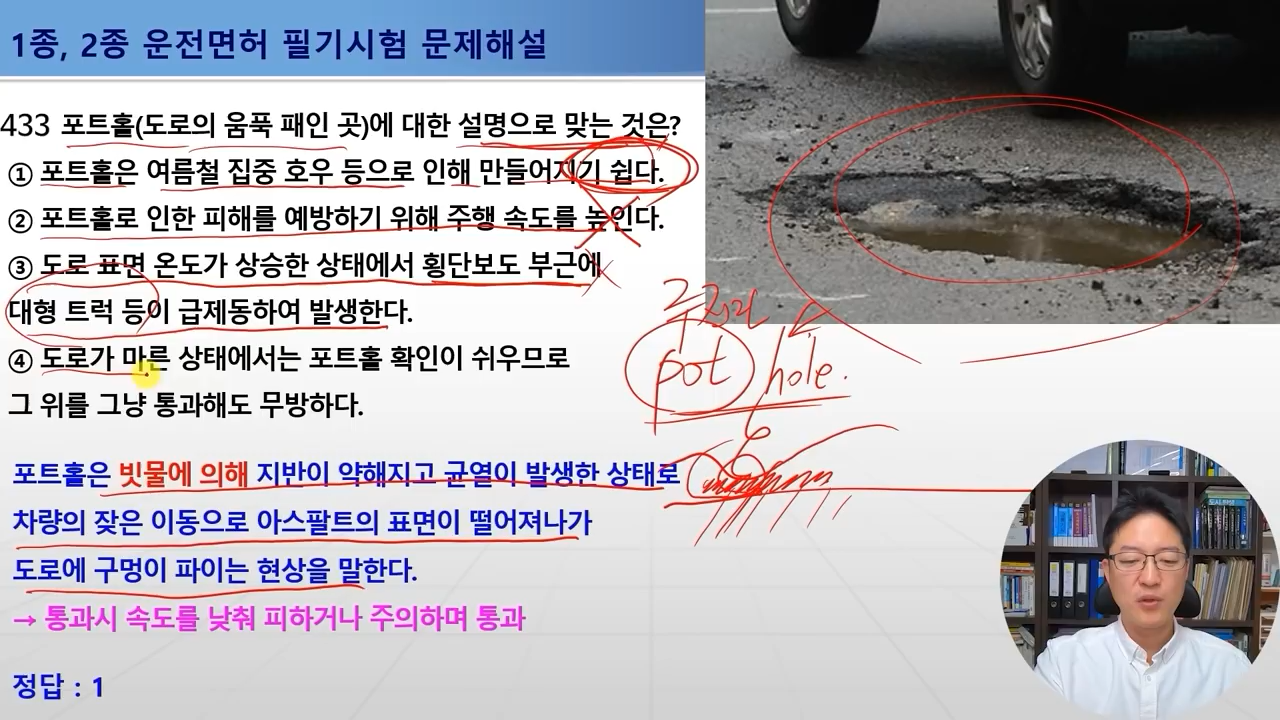 1종, 2종 운전면허 필기시험 문제해설
433 포트홀(도로의 움푹 패인 곳)에 대한 설명으로 맞는 것은?
① 포트홀은 여름철 집중 호우 등으로 인해 만들어지기 쉽다.
② 포트홀로 인한 피해를 예방하기 위해 주행 속도를 높인다.
③ 도로 표면 온도가 상승한 상태에서 횡단보도 부근에
대형 트럭 등이 급제동하여 발생한다.
④ 도로가 마른 상태에서는 포트홀 확인이 쉬우므로
그 위를 그냥 통과해도 무방하다.
pot hole.
포트홀은 빗물에 의해 지반이 약해지고 균열이 발생한 상태로
차량의 잦은 이동으로 아스팔트의 표면이 떨어져나가
도로에 구멍이 파이는 현상을 말한다.
→ 통과시 속도를 낮춰 피하거나 주의하며 통과
정답 : 1